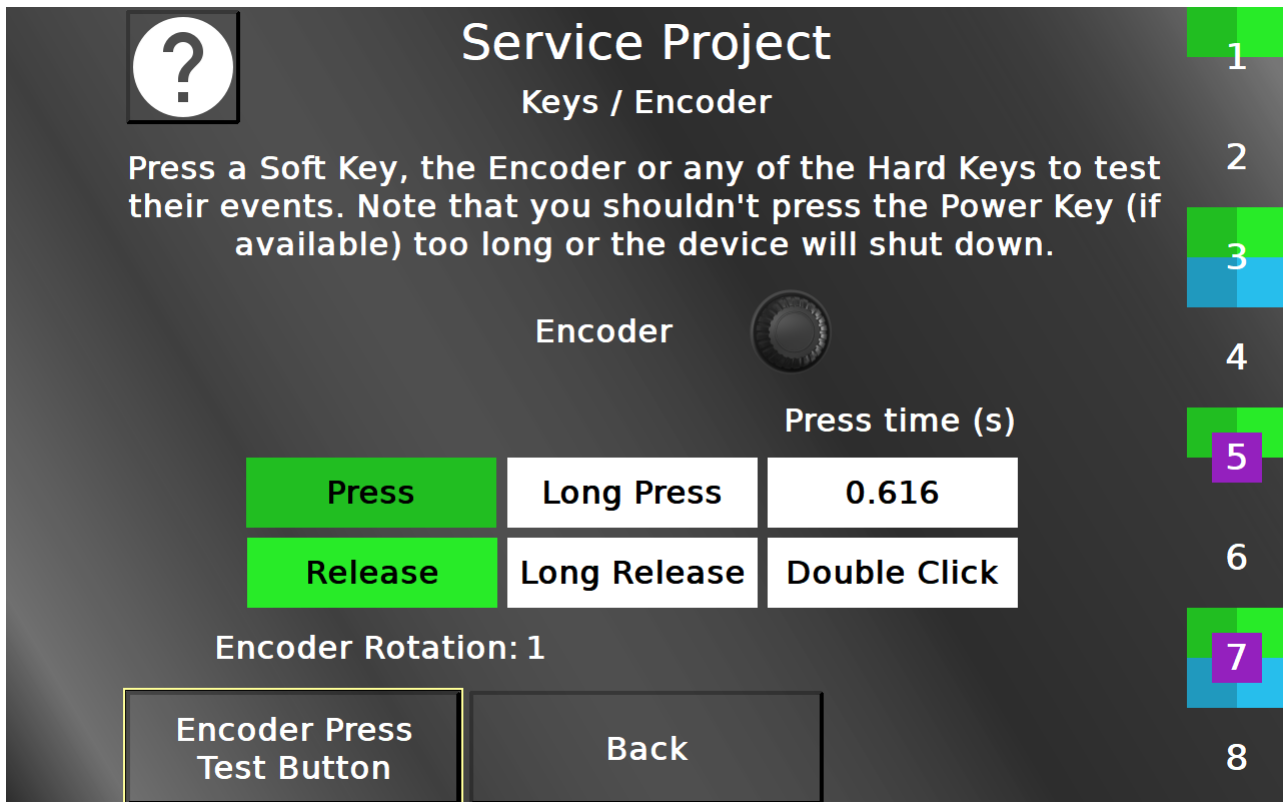 ?
Service Project
Keys / Encoder
Press a Soft Key, the Encoder or any of the Hard Keys to test
their events. Note that you shouldn't press the Power Key (if
available) too long or the device will shut down.
Encoder
Press time (s)
Press
Long Press
0.616
Release
Long Release
Double Click
Encoder Rotation: 1
Encoder Press
Test Button
Back
1
2
3
4
5
6
7
8